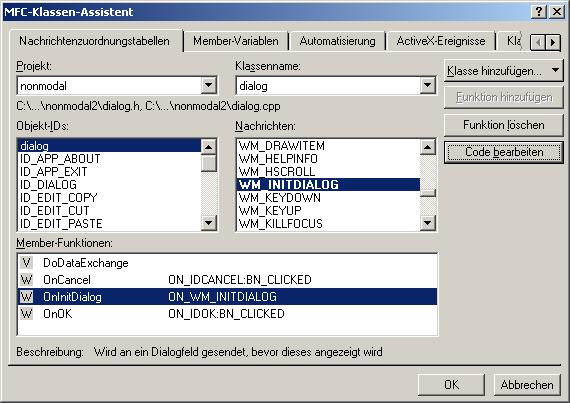 MFC-Klassen-Assistent
Nachrichtenzuordnungstabellen Member-Variablen Automatisierung ActiveX-Ereignisse Kla
Projekt: Klassenname: Klasse hinzufügen...
nonmodal dialog
Funktion hinzufügen
C:\...\nonmodal2\dialog.h, C:\...\nonmodal2\dialog.cpp
Objekt-IDs: Nachrichten: Funktion löschen
dialog WM_DRAWITEM
ID_APP_ABOUT WM_HELPINFO Code bearbeiten
ID_APP_EXIT WM_HSCROLL
ID_DIALOG WM_INITDIALOG
ID_EDIT_COPY WM_KEYDOWN
ID_EDIT_CUT WM_KEYUP
ID_EDIT_PASTE WM_KILLFOCUS
Member-Funktionen:
V DoDataExchange
W OnCancel ON_IDCANCEL:BN_CLICKED
W OnInitDialog ON_WM_INITDIALOG
W OnOK ON_IDOK:BN_CLICKED
Beschreibung: Wird an ein Dialogfeld gesendet, bevor dieses angezeigt wird
OK Abbrechen